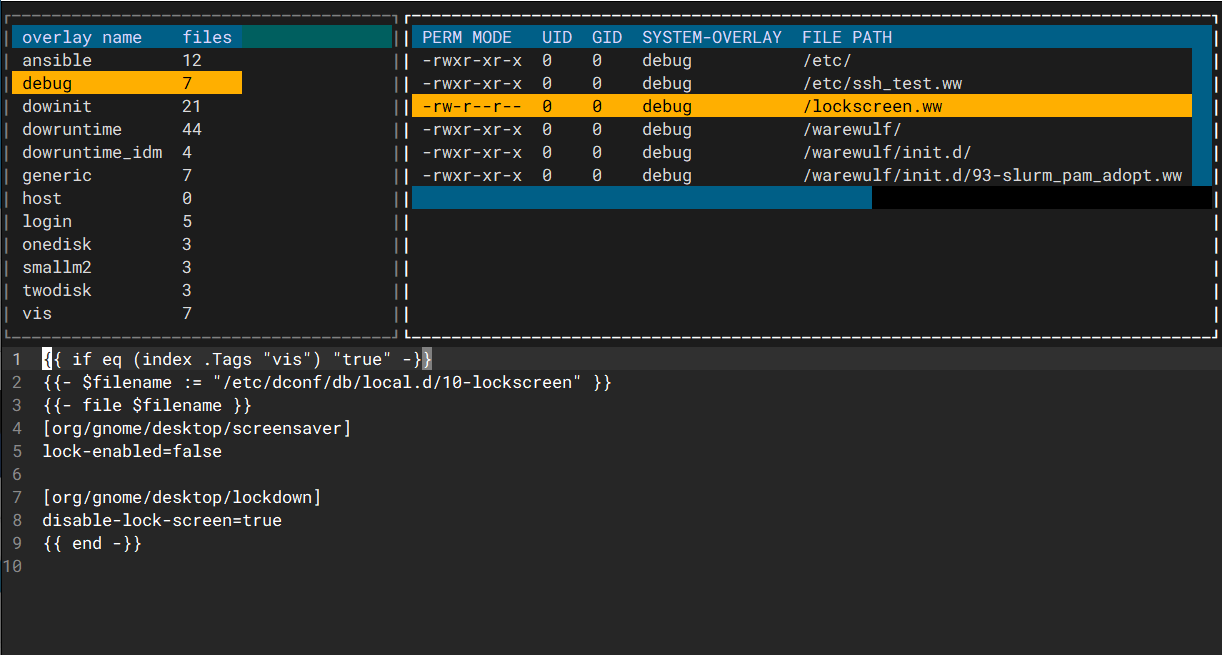 overlay name files
ansible 12
debug 7
dowinit 21
dowruntime 44
dowruntime_idm 4
generic 7
host 0
login 5
onedisk 3
smallm2 3
twodisk 3
vis 7
PERM MODE UID GID SYSTEM-OVERLAY FILE PATH
-rwxr-xr-x 0 0 debug /etc/
-rwxr-xr-x 0 0 debug /etc/ssh_test.ww
-rw-r--r-- 0 0 debug /lockscreen.ww
-rwxr-xr-x 0 0 debug /warewulf/
-rwxr-xr-x 0 0 debug /warewulf/init.d/
-rwxr-xr-x 0 0 debug /warewulf/init.d/93-slurm_pam_adopt.ww
1 {{ if eq (index .Tags "vis") "true" -}}
2 {{- $filename := "/etc/dconf/db/local.d/10-lockscreen" }}
3 {{- file $filename }}
4 [org/gnome/desktop/screensaver]
5 lock-enabled=false
6
7 [org/gnome/desktop/lockdown]
8 disable-lock-screen=true
9 {{ end -}}
10